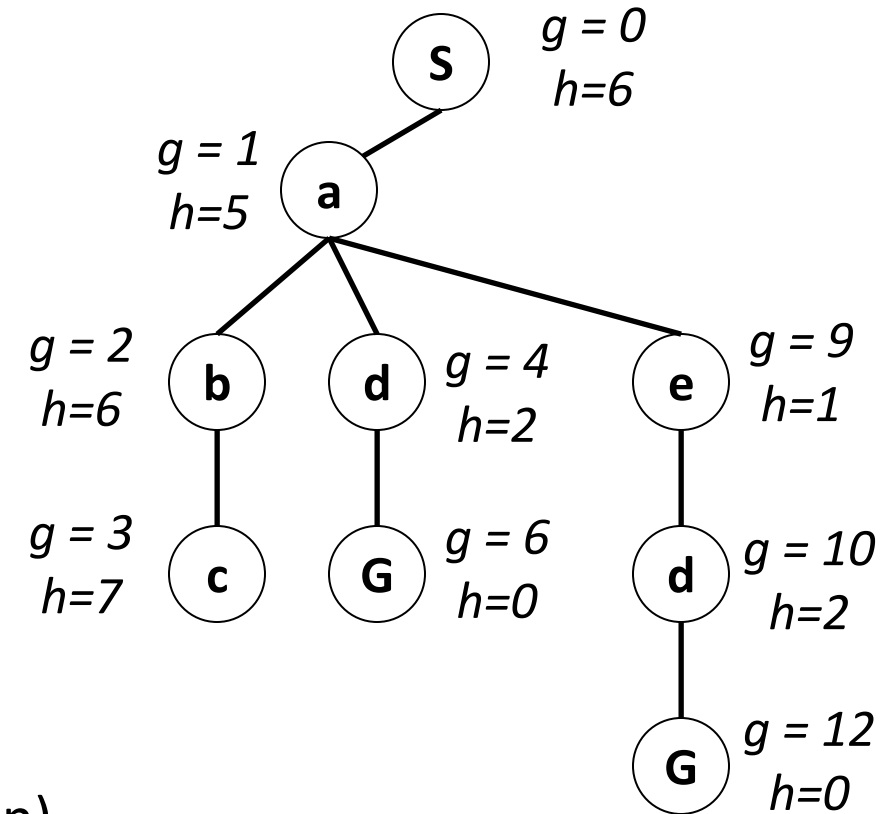 S
g = 0
h=6
g = 1
h=5
a
g = 2
h=6
b
d
g = 4
h=2
e
g = 9
h=1
g = 3
h=7
c
G
g = 6
h=0
d
g = 10
h=2
G
g = 12
h=0